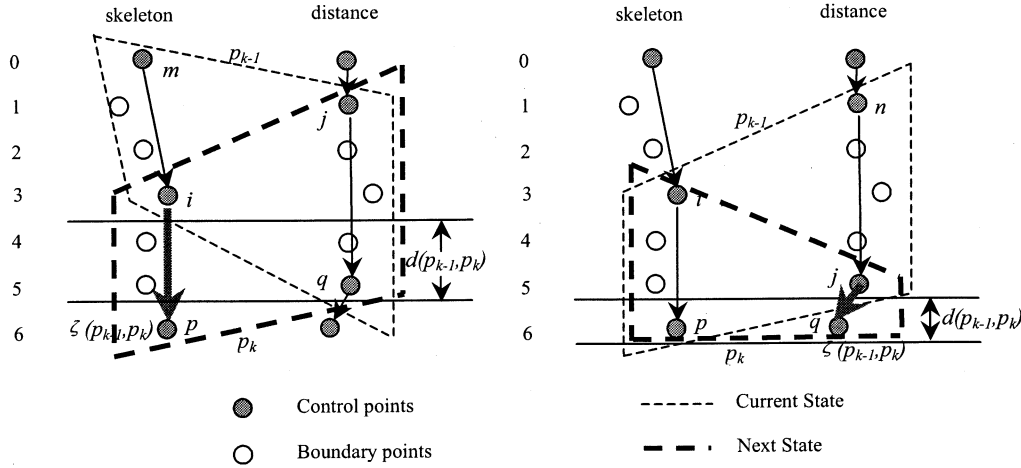 skeleton distance skeleton distance
0 p_{k-1} 0
m
1 j 1 n
p_{k-1}
2 2
3 i 3 i
4 4
d(p_{k-1},p_k)
q j
5 5
d(p_{k-1},p_k)
6 ζ(p_{k-1},p_k) p 6 p q
p_k p_k ζ(p_{k-1},p_k)
Control points Current State
Boundary points Next State